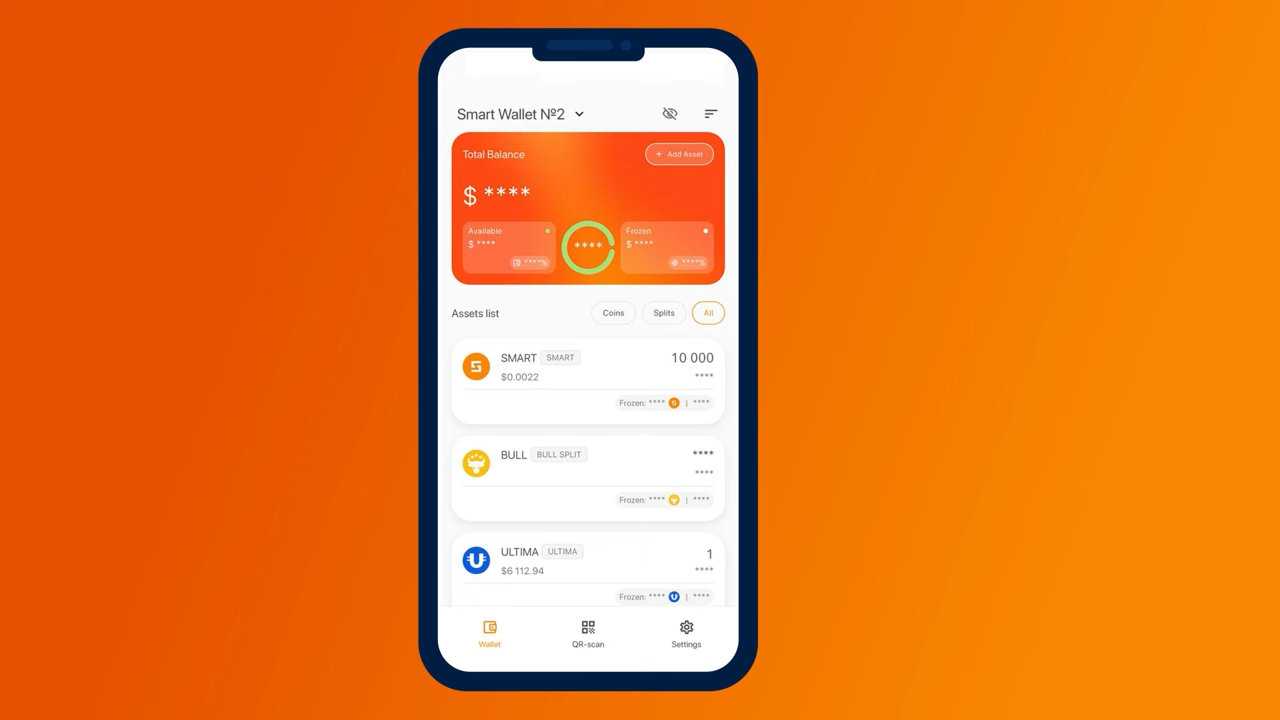 Smart Wallet Nº2
Total Balance
+ Add Asset
$ ****
Available
$ ****
****%
****
Frozen
$ ****
****%
Assets list
Coins
Splits
All
SMART SMART
10 000
$0.0022
****
Frozen: **** | ****
BULL BULL SPLIT
****
****
Frozen: **** | ****
ULTIMA ULTIMA
1
$6 112.94
****
Frozen: **** | ****
Wallet
QR-scan
Settings